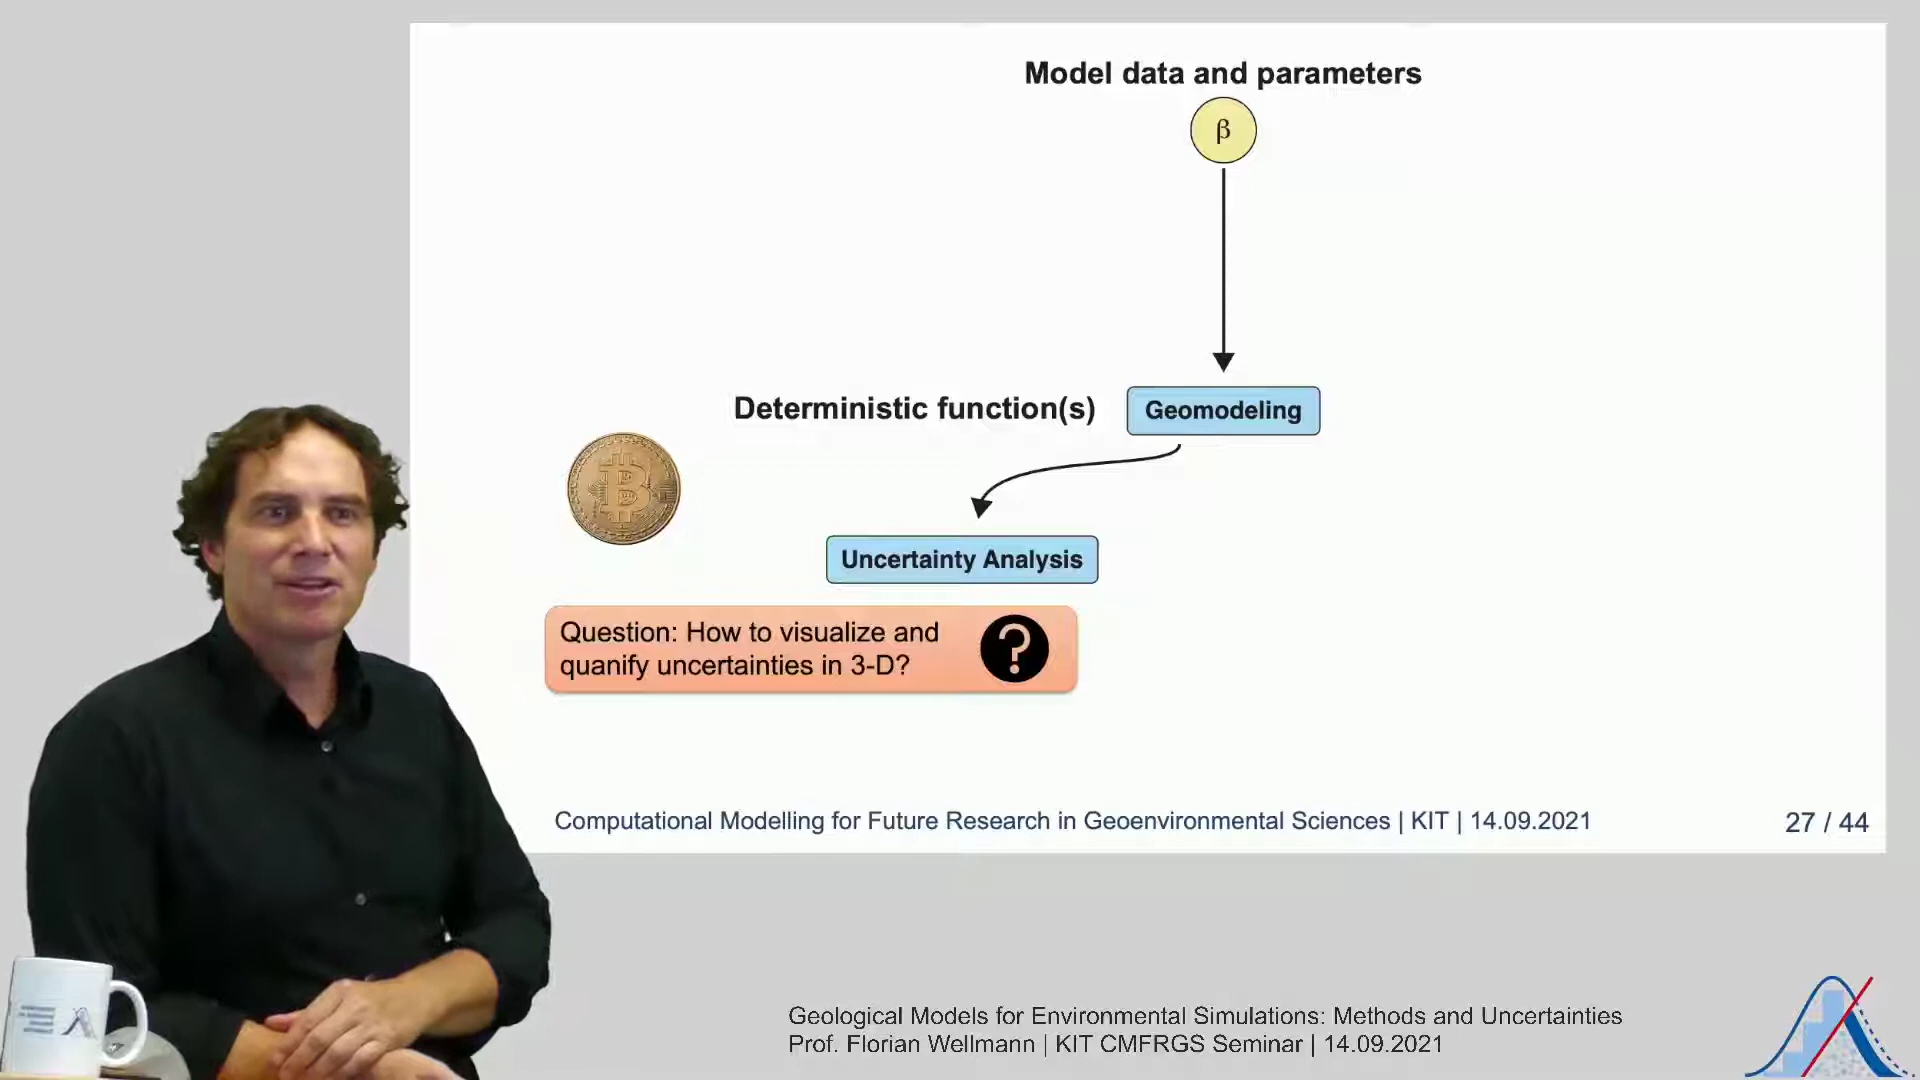 Model data and parameters
β
Deterministic function(s)
Geomodeling
Uncertainty Analysis
Question: How to visualize and
quanify uncertainties in 3-D?
?
Computational Modelling for Future Research in Geoenvironmental Sciences | KIT | 14.09.2021
27 / 44
Geological Models for Environmental Simulations: Methods and Uncertainties
Prof. Florian Wellmann | KIT CMFRGS Seminar | 14.09.2021